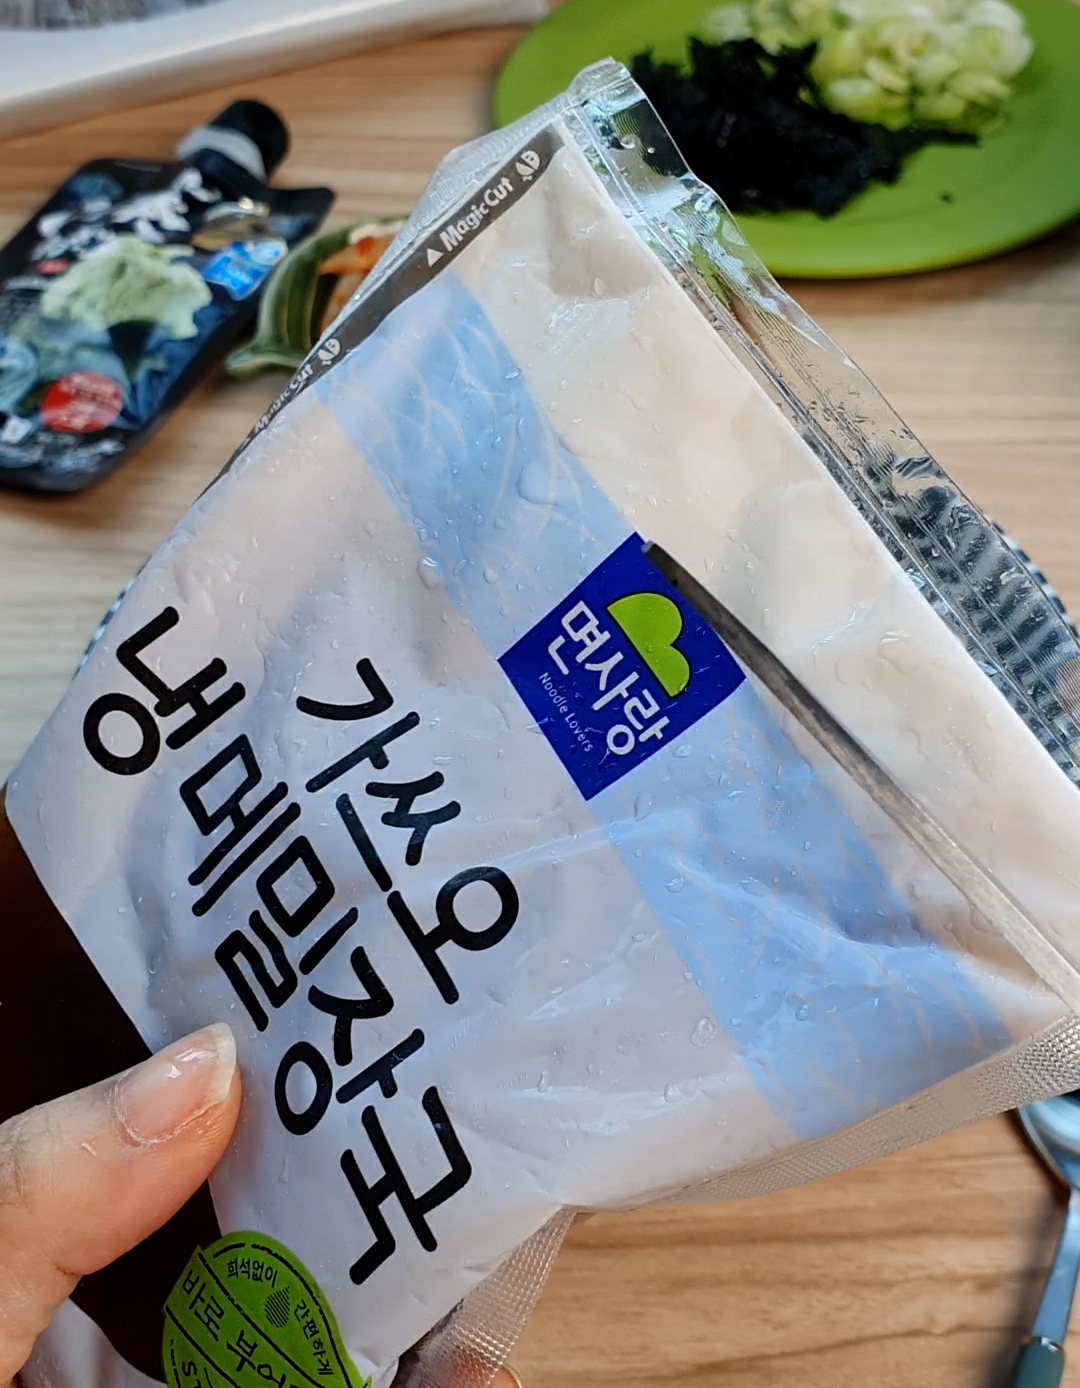 ▲ MagicCut
MagicCut
면사랑
Noodle Lovers
가쓰오
냉메밀장국
희석없이
간편하게
바로